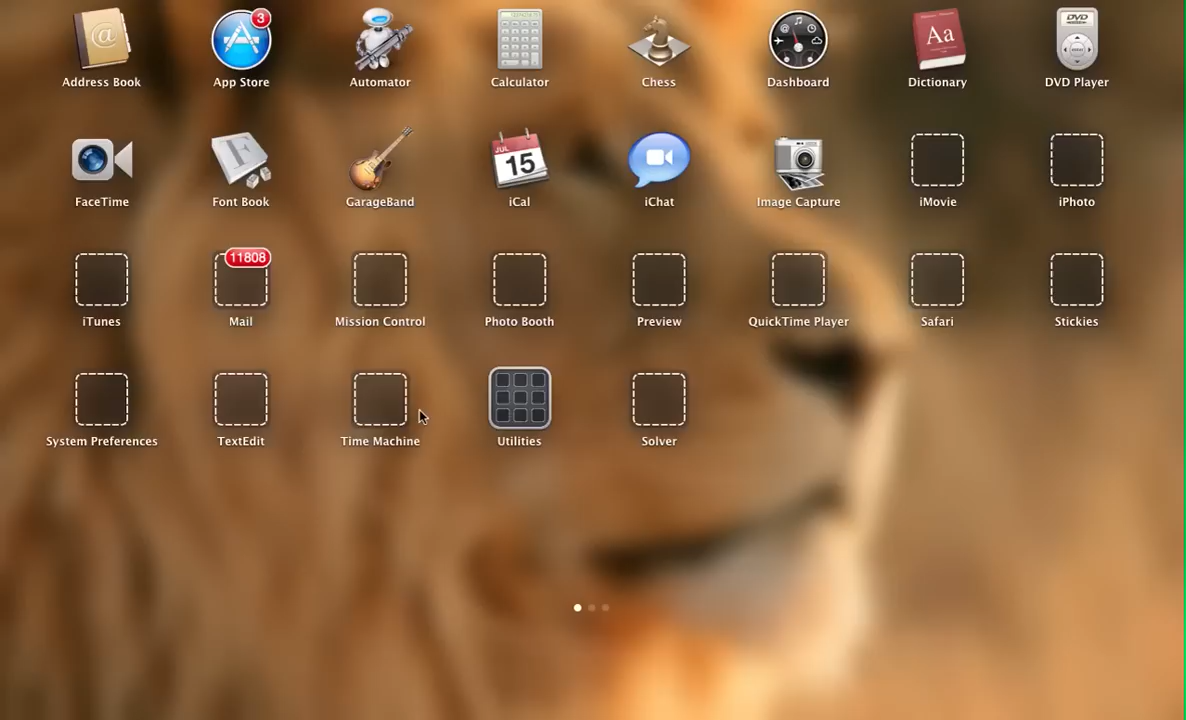 3
Address Book
App Store
Automator
Calculator
Chess
Dashboard
Aa
Dictionary
DVD
DVD Player
JUL
15
FaceTime
Font Book
GarageBand
iCal
iChat
Image Capture
iMovie
iPhoto
11808
iTunes
Mail
Mission Control
Photo Booth
Preview
QuickTime Player
Safari
Stickies
System Preferences
TextEdit
Time Machine
Utilities
Solver